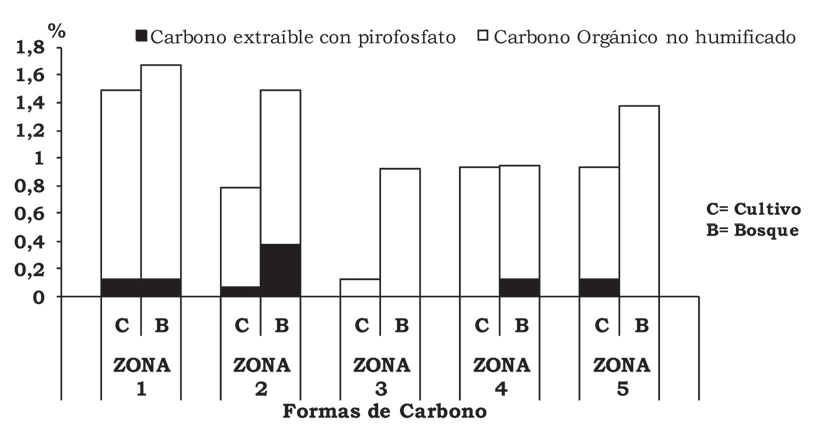 %
Carbono extraíble con pirofosfato Carbono Orgánico no humificado
1,8
1,6
1,4
1,2
1
0,8
0,6
0,4
0,2
0
C= Cultivo
B= Bosque
C B C B C B C B C B
ZONA ZONA ZONA ZONA ZONA
1 2 3 4 5
Formas de Carbono